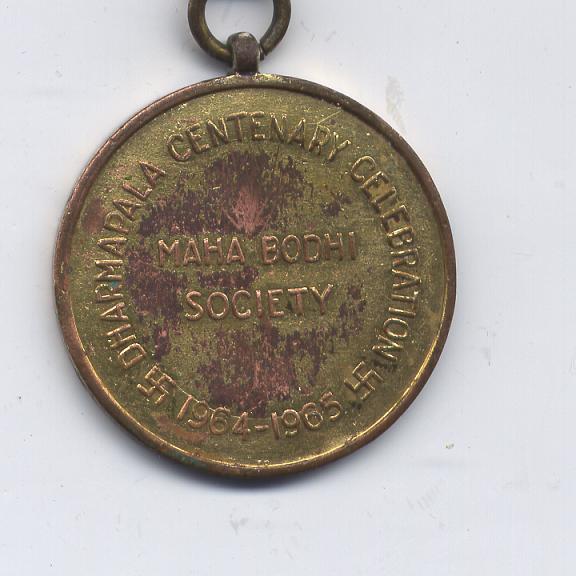 DHARMAPALA CENTENARY CELEBRATION
MAHA BODHI
SOCIETY
卐 1964-1965 卐